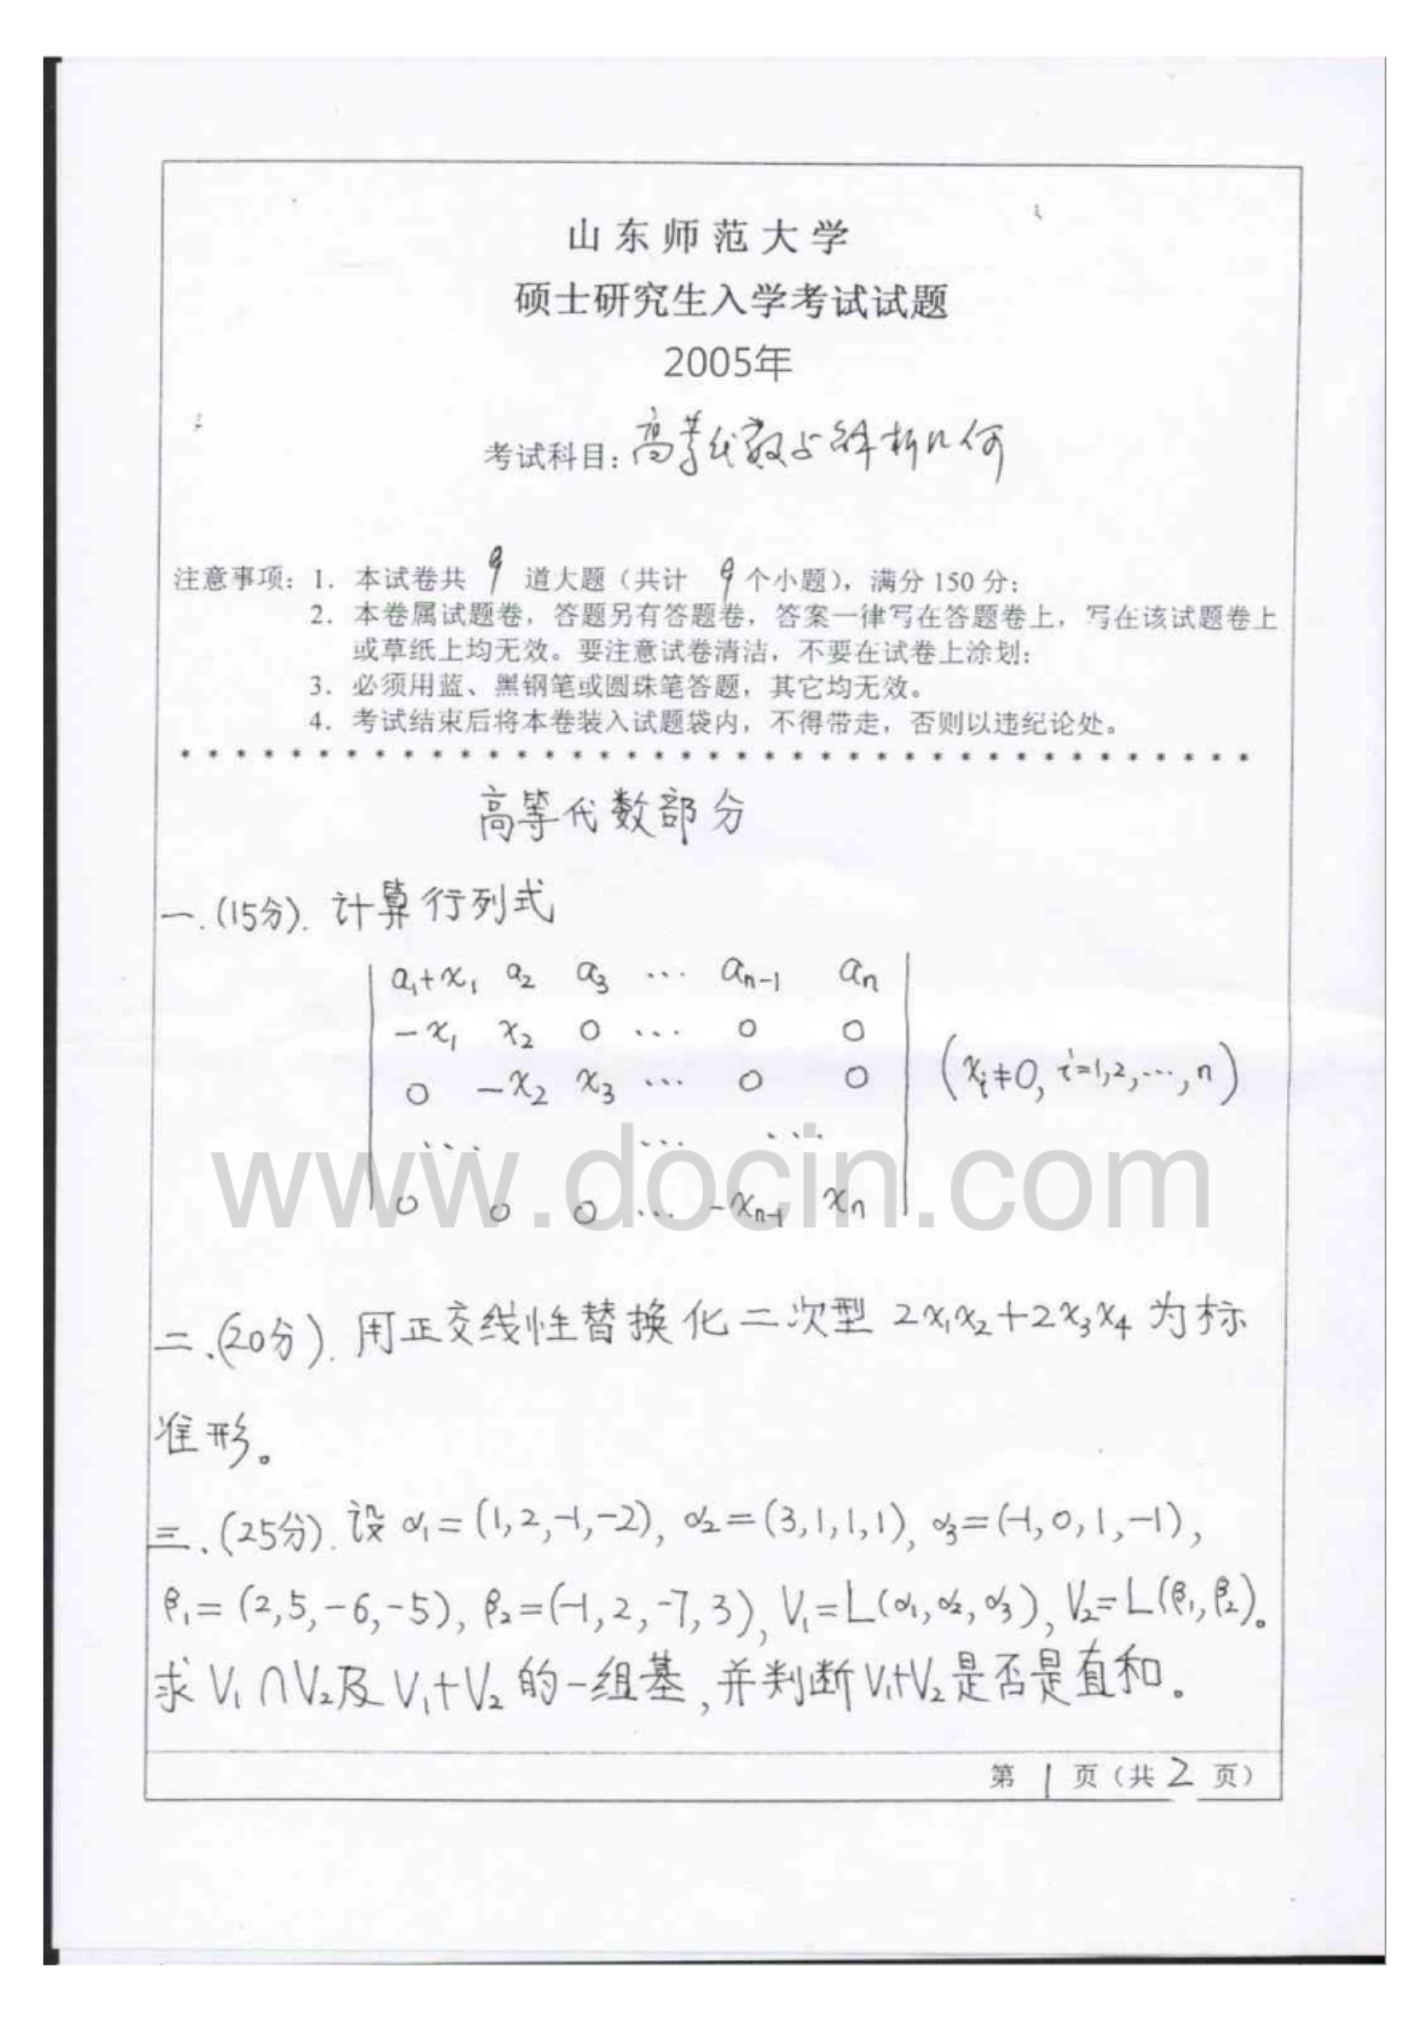 山东师范大学
硕士研究生入学考试试题
2005年
考试科目：高等代数与解析几何
注意事项：1．本试卷共 9 道大题（共计 9 个小题），满分 150 分；
2．本卷属试题卷，答题另有答题卷，答案一律写在答题卷上，写在该试题卷上
或草纸上均无效。要注意试卷清洁，不要在试卷上涂划；
3．必须用蓝、黑钢笔或圆珠笔答题，其它均无效。
4．考试结束后将本卷装入试题袋内，不得带走，否则以违纪论处。
* * * * * * * * * * * * * * * * * * * * * * * * * * * * * * * * * * * * * * *
高等代数部分
一.(15分). 计算行列式
a₁+x₁ a₂ a₃ … aₙ₋₁ aₙ
-x₁ x₂ 0 … 0 0
0 -x₂ x₃ … 0 0 (xᵢ≠0, i=1,2,…,n)
… … …
0 0 0 … -xₙ₋₁ xₙ
www.docin.com
二.(20分). 用正交线性替换化二次型 2x₁x₂+2x₃x₄ 为标
准形。
三.(25分). 设 α₁=(1,2,-1,-2), α₂=(3,1,1,1), α₃=(-1,0,1,-1),
β₁=(2,5,-6,-5), β₂=(-1,2,-7,3), V₁=L(α₁,α₂,α₃), V₂=L(β₁,β₂)。
求 V₁∩V₂及 V₁+V₂ 的一组基,并判断 V₁+V₂是否是直和。
第 1 页（共 2 页）